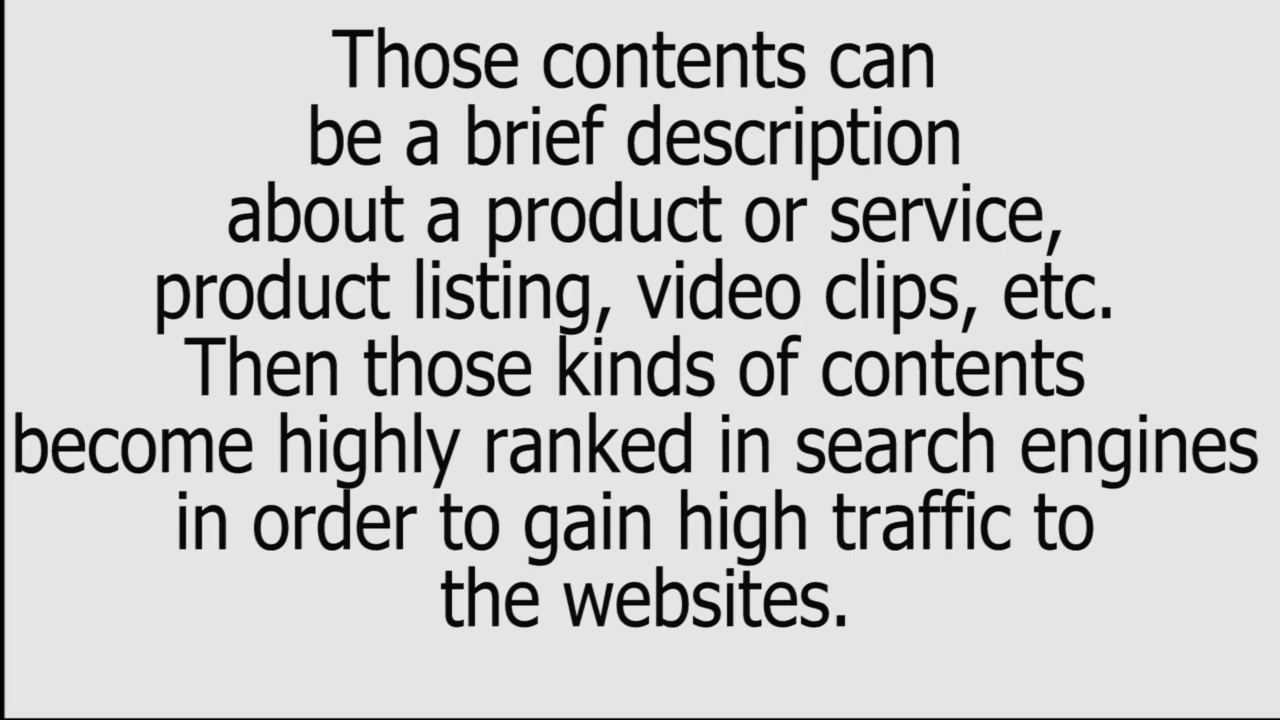 Those contents can
be a brief description
about a product or service,
product listing, video clips, etc.
Then those kinds of contents
become highly ranked in search engines
in order to gain high traffic to
the websites.